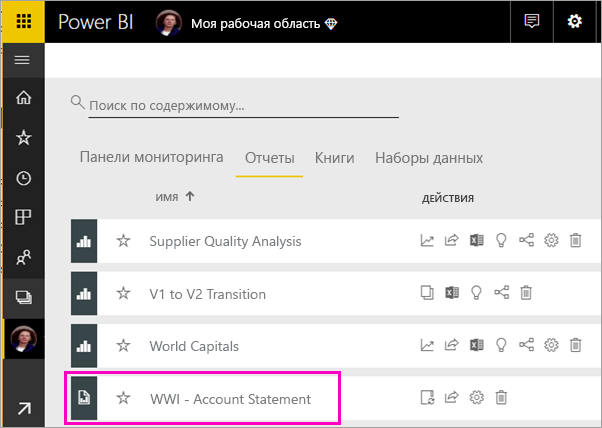 Power BI Моя рабочая область
Поиск по содержимому...
Панели мониторинга Отчеты Книги Наборы данных
ИМЯ ДЕЙСТВИЯ
Supplier Quality Analysis
V1 to V2 Transition
World Capitals
WWI - Account Statement